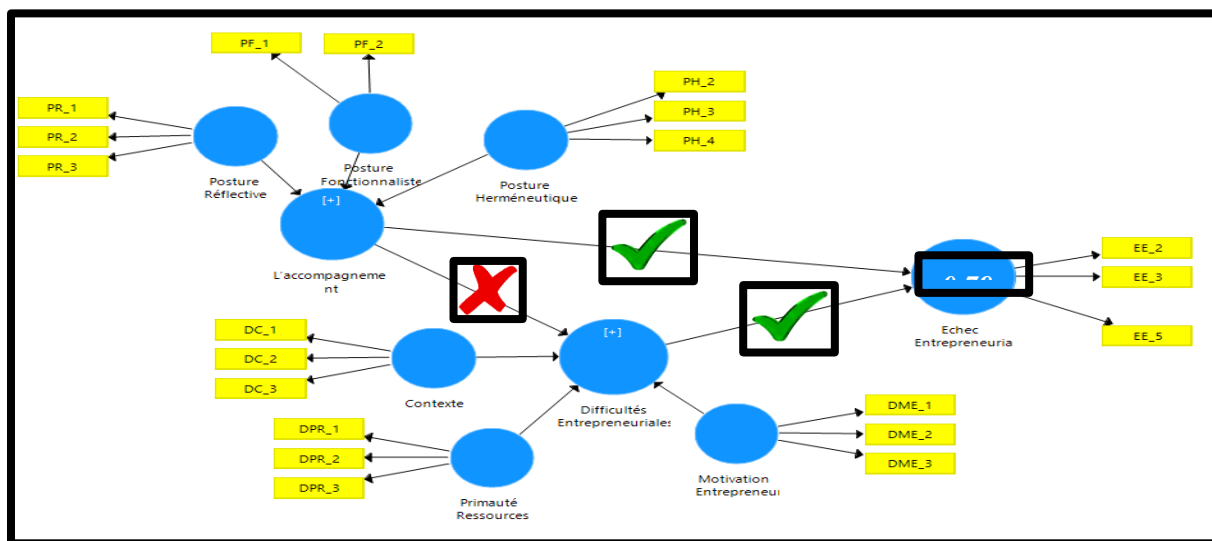 PF_1
PF_2
PR_1
PR_2
PR_3
PH_2
PH_3
PH_4
Posture
Réflective
Posture
Fonctionnaliste
Posture
Herméneutique
[+]
L'accompagneme
nt
EE_2
EE_3
EE_5
Echec
Entrepreneuria
DC_1
DC_2
DC_3
Contexte
[+]
Difficultés
Entrepreneuriales
DPR_1
DPR_2
DPR_3
Primauté
Ressources
DME_1
DME_2
DME_3
Motivation
Entrepreneu